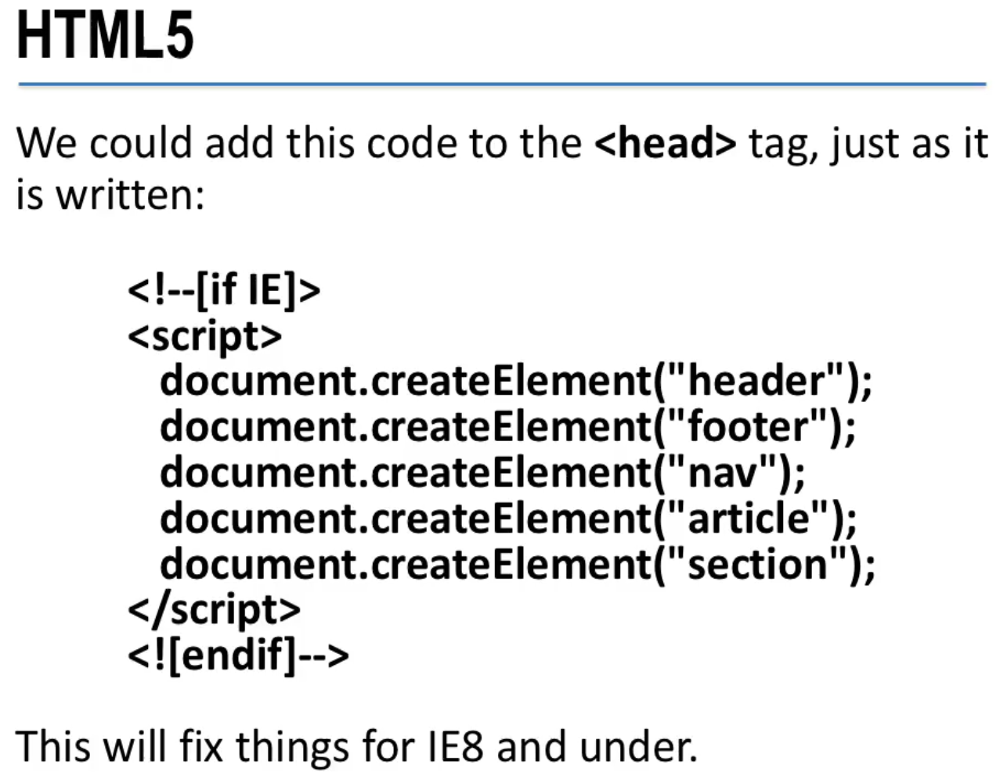 HTML5
We could add this code to the <head> tag, just as it
is written:
<!--[if IE]>
<script>
document.createElement("header");
document.createElement("footer");
document.createElement("nav");
document.createElement("article");
document.createElement("section");
</script>
<![endif]-->
This will fix things for IE8 and under.